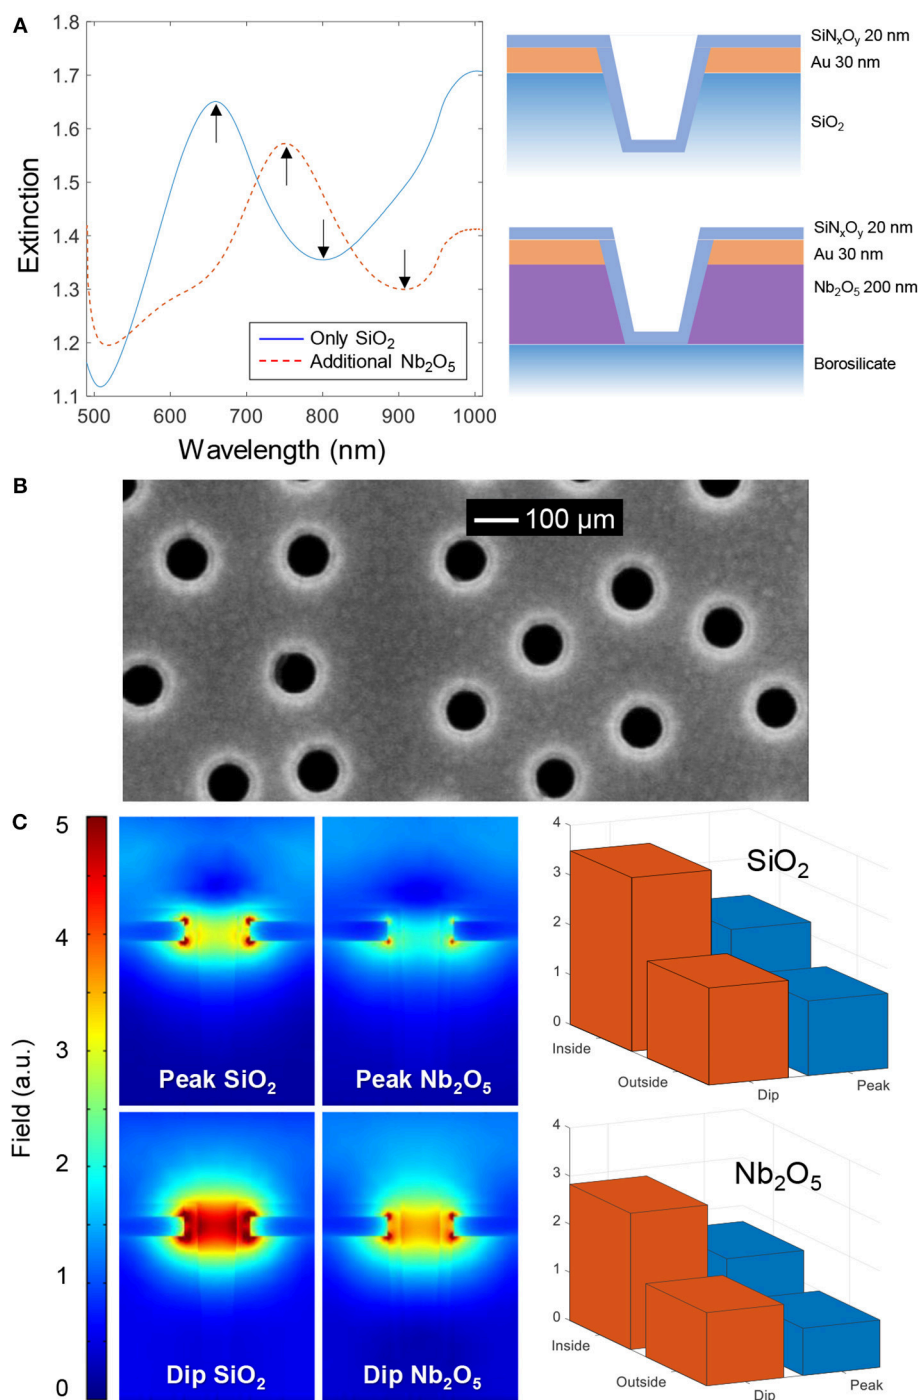 A
Extinction
1.8
1.7
1.6
1.5
1.4
1.3
1.2
1.1
500
600
700
800
900
1000
Wavelength (nm)
Only SiO₂
Additional Nb₂O₅
SiNₓOᵧ 20 nm
Au 30 nm
SiO₂
SiNₓOᵧ 20 nm
Au 30 nm
Nb₂O₅ 200 nm
Borosilicate
B
100 μm
C
Field (a.u.)
5
4
3
2
1
0
Peak SiO₂
Peak Nb₂O₅
Dip SiO₂
Dip Nb₂O₅
SiO₂
4
3
2
1
0
Inside
Outside
Dip
Peak
Nb₂O₅
4
3
2
1
0
Inside
Outside
Dip
Peak